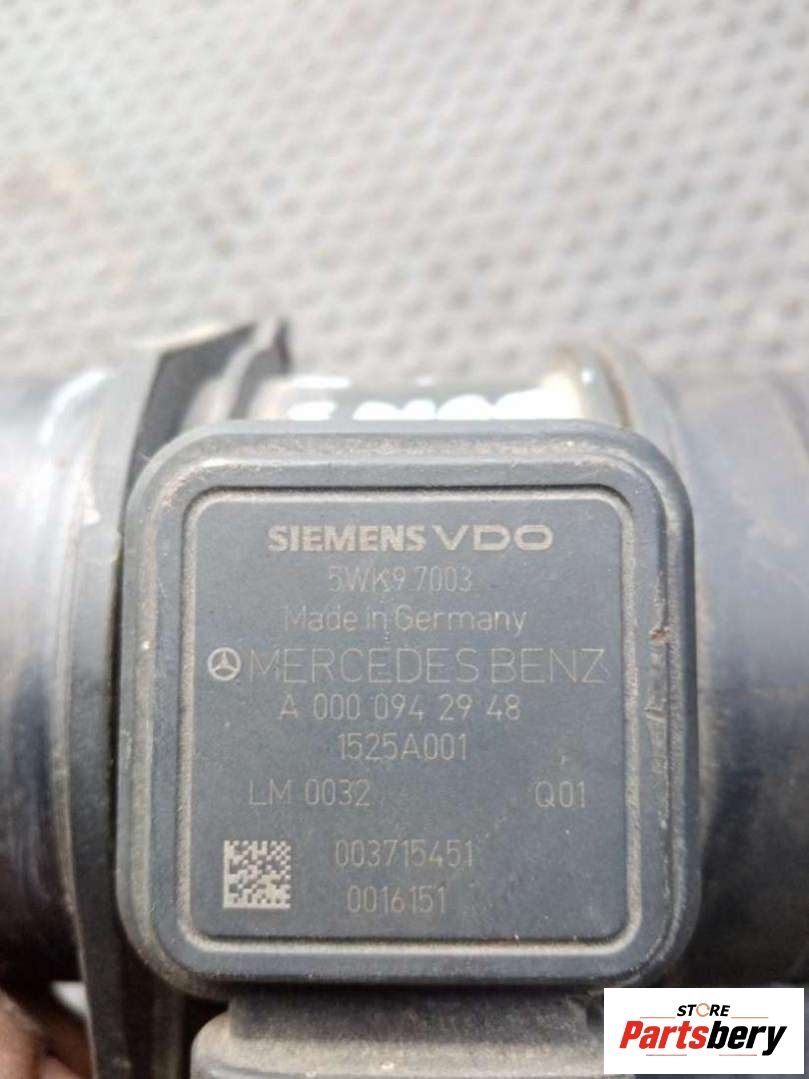 SIEMENS VDO
5WK9 7003
Made in Germany
MERCEDES BENZ
A 000 094 29 48
1525A001
LM 0032 Q01
003715451
0016151
STORE
Partsbery